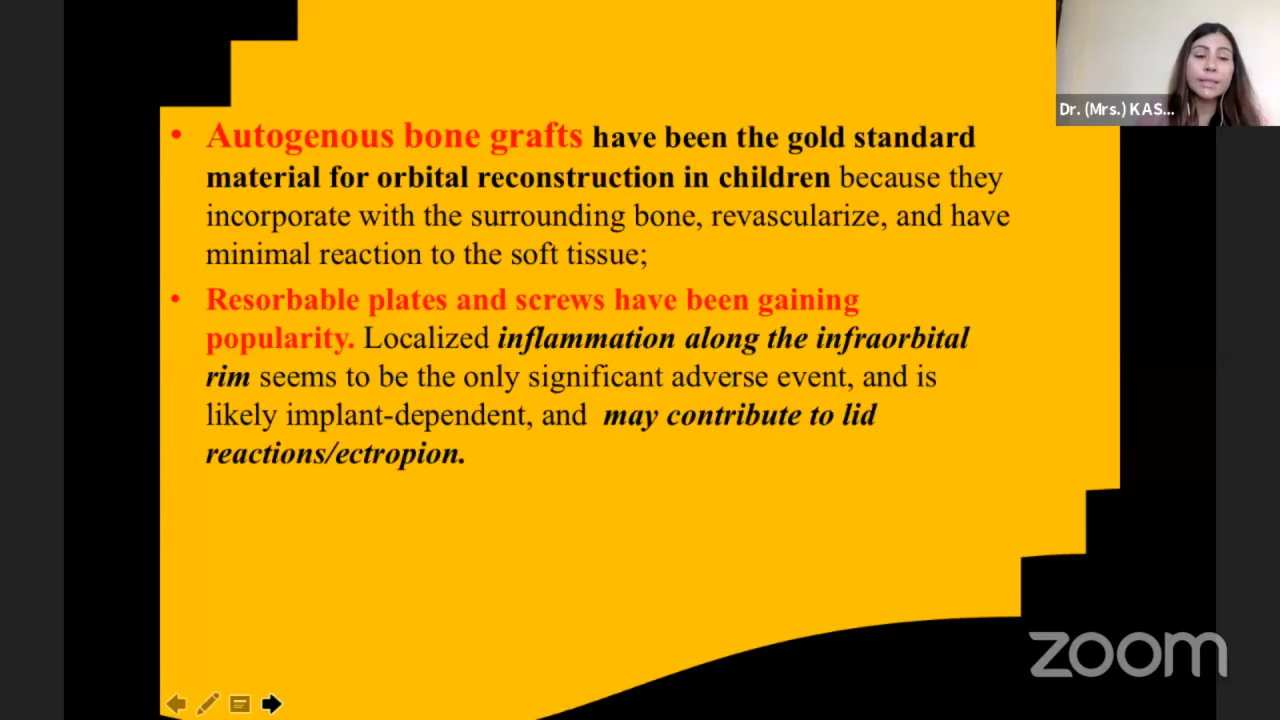 Dr. (Mrs.) KAS...
• Autogenous bone grafts have been the gold standard
material for orbital reconstruction in children because they
incorporate with the surrounding bone, revascularize, and have
minimal reaction to the soft tissue;
• Resorbable plates and screws have been gaining
popularity. Localized inflammation along the infraorbital
rim seems to be the only significant adverse event, and is
likely implant-dependent, and may contribute to lid
reactions/ectropion.
zoom